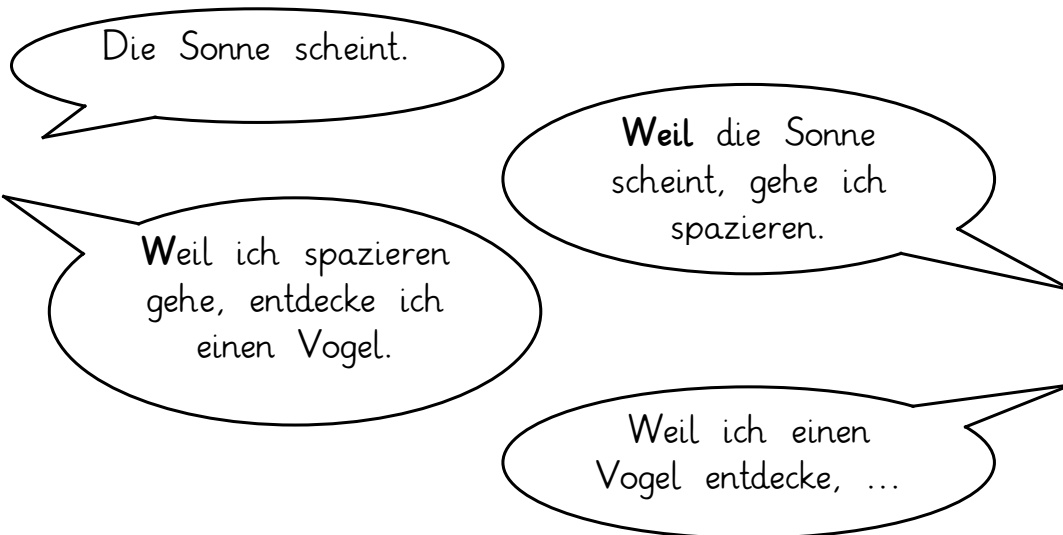 Die Sonne scheint.
Weil die Sonne
scheint, gehe ich
spazieren.
Weil ich spazieren
gehe, entdecke ich
einen Vogel.
Weil ich einen
Vogel entdecke, ...